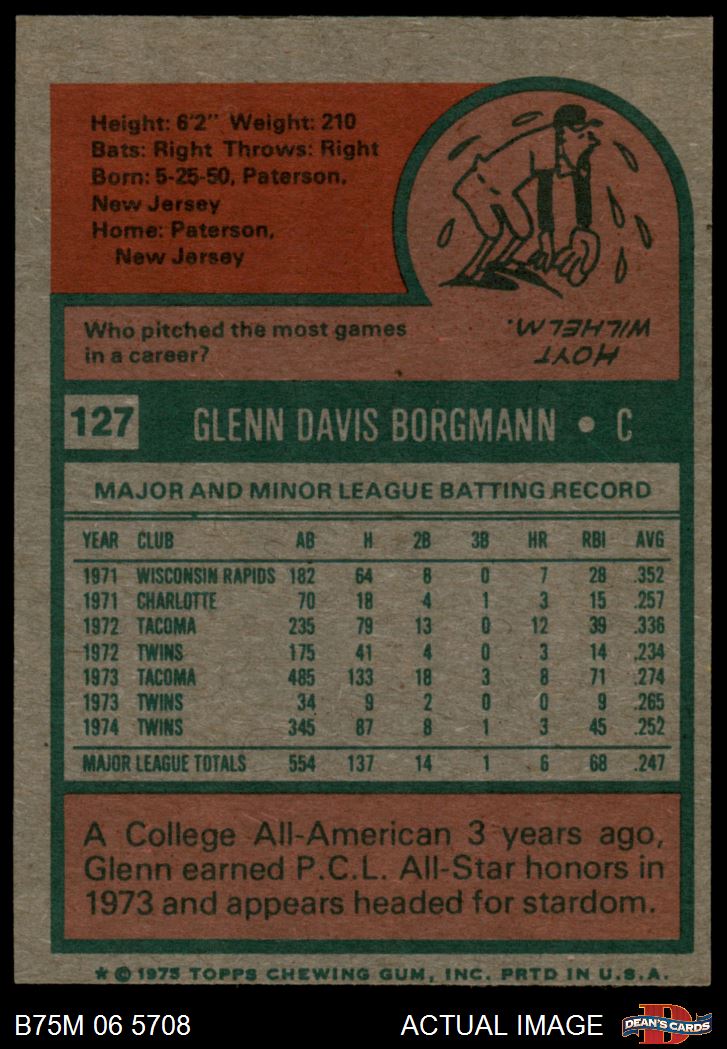 Height: 6'2" Weight: 210
Bats: Right Throws: Right
Born: 5-25-50, Paterson,
New Jersey
Home: Paterson,
New Jersey
Who pitched the most games
in a career?
HOYT
WILHELM.
127 GLENN DAVIS BORGMANN • C
MAJOR AND MINOR LEAGUE BATTING RECORD
YEAR CLUB AB H 2B 3B HR RBI AVG
1971 WISCONSIN RAPIDS 182 64 8 0 7 28 .352
1971 CHARLOTTE 70 18 4 1 3 15 .257
1972 TACOMA 235 79 13 0 12 39 .336
1972 TWINS 175 41 4 0 3 14 .234
1973 TACOMA 485 133 18 3 8 71 .274
1973 TWINS 34 9 2 0 0 9 .265
1974 TWINS 345 87 8 1 3 45 .252
MAJOR LEAGUE TOTALS 554 137 14 1 6 68 .247
A College All-American 3 years ago,
Glenn earned P.C.L. All-Star honors in
1973 and appears headed for stardom.
* © 1975 TOPPS CHEWING GUM, INC. PRTD IN U.S.A.
B75M 06 5708 ACTUAL IMAGE D DEAN'S CARDS